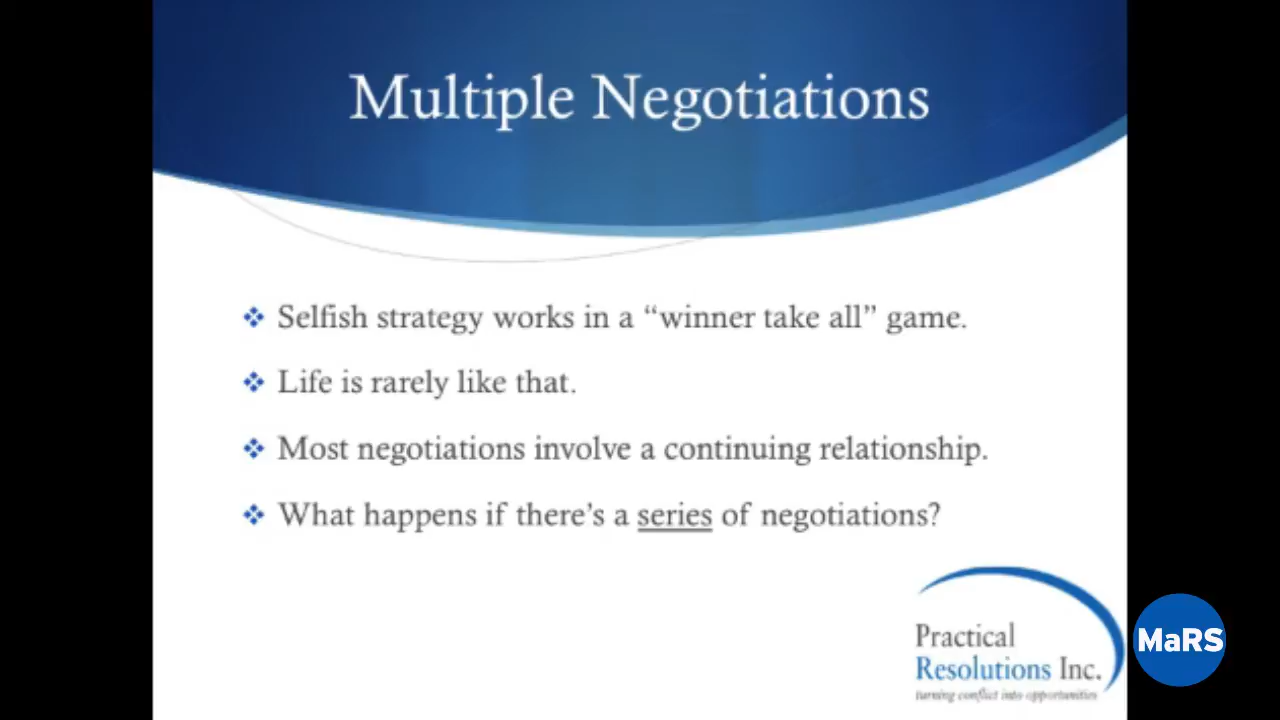 Multiple Negotiations
Selfish strategy works in a “winner take all” game.
Life is rarely like that.
Most negotiations involve a continuing relationship.
What happens if there’s a series of negotiations?
Practical
Resolutions Inc.
turning conflict into opportunities
MaRS